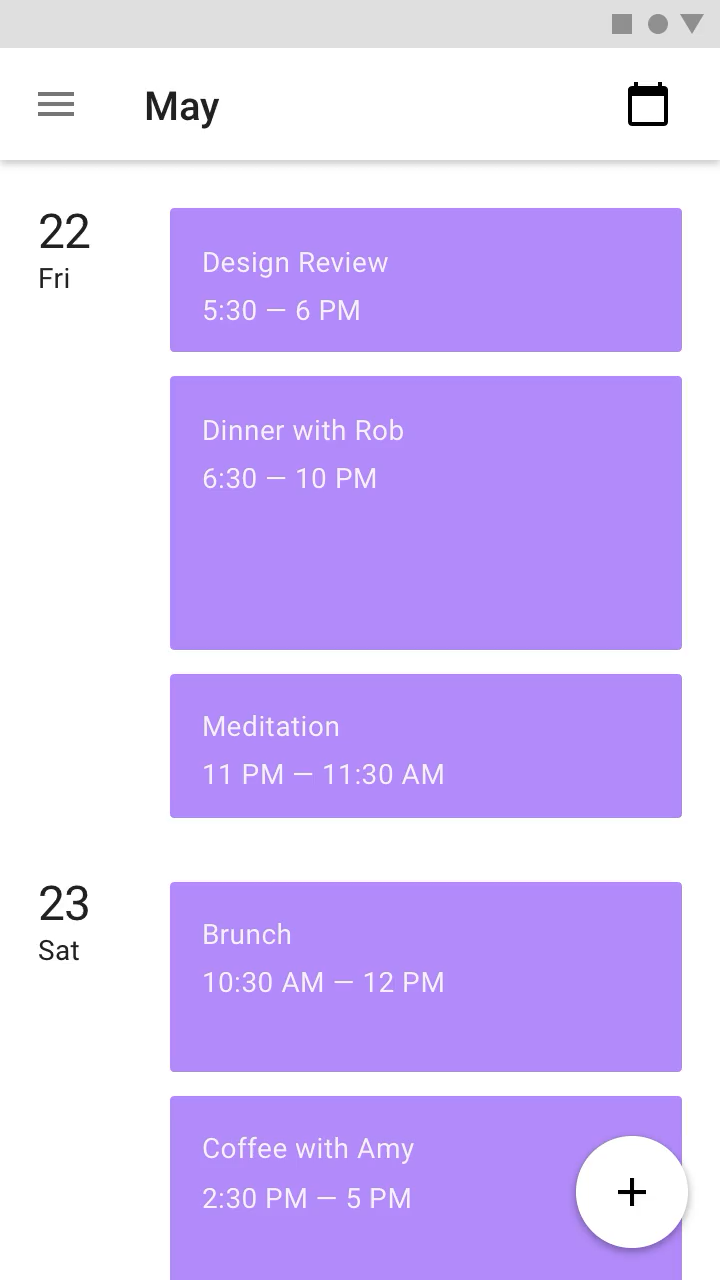 May
22
Fri
Design Review
5:30 — 6 PM
Dinner with Rob
6:30 — 10 PM
Meditation
11 PM — 11:30 AM
23
Sat
Brunch
10:30 AM — 12 PM
Coffee with Amy
2:30 PM — 5 PM